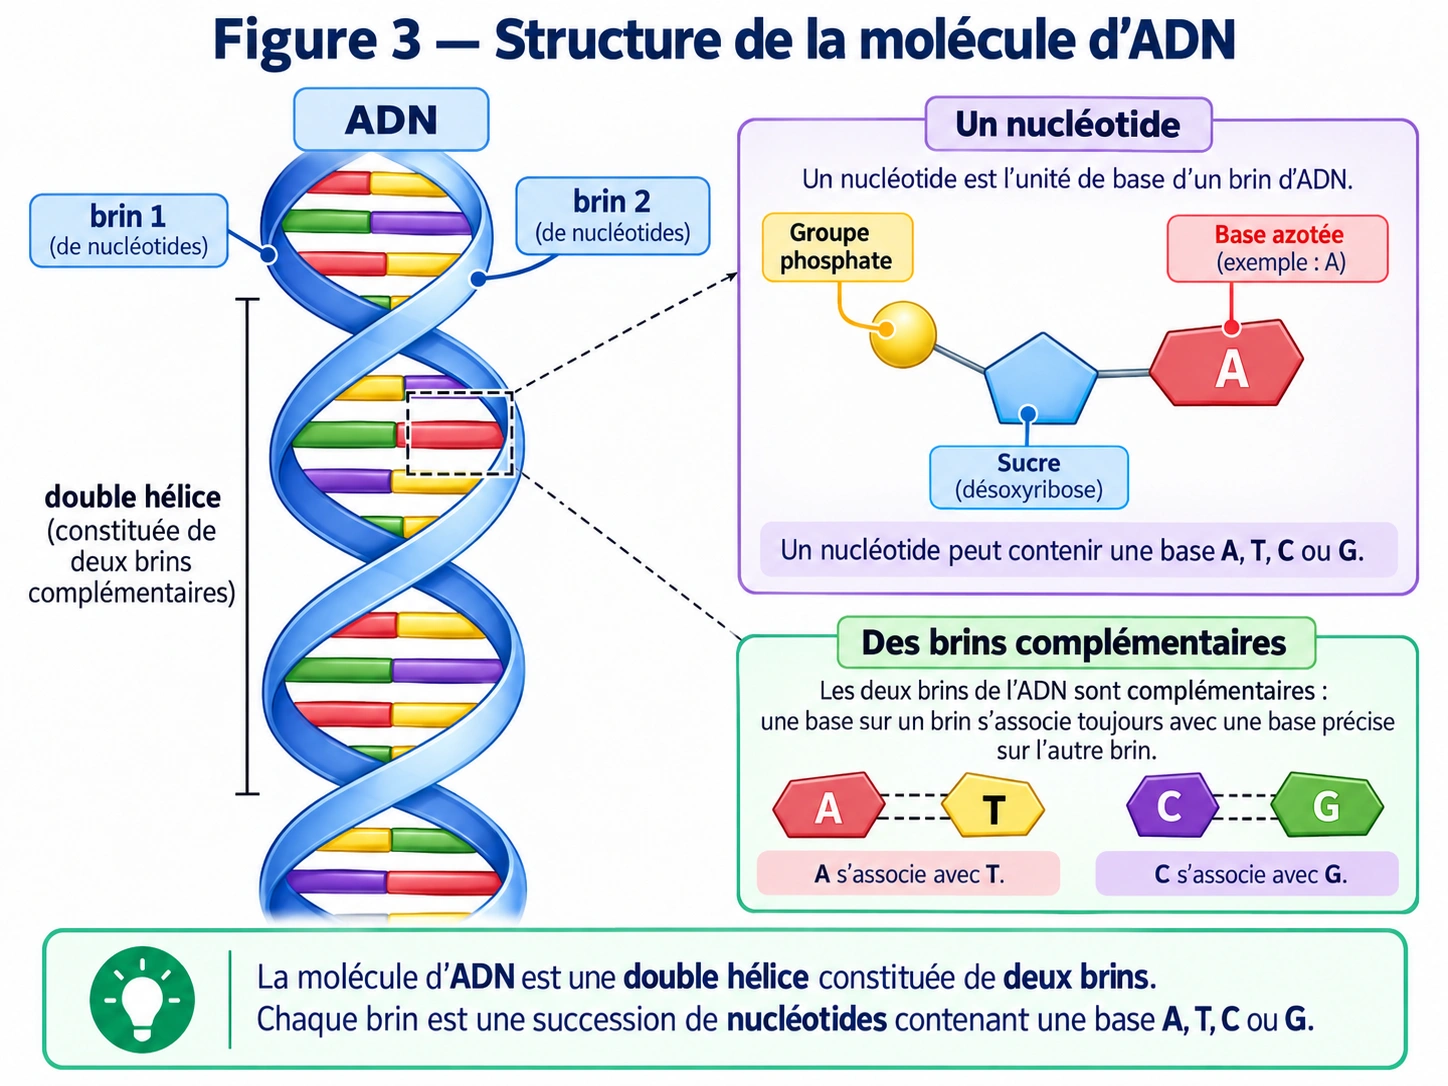 Figure 3 — Structure de la molécule d'ADN
ADN
brin 1
(de nucléotides)
brin 2
(de nucléotides)
double hélice
(constituée de
deux brins
complémentaires)
Un nucléotide
Un nucléotide est l'unité de base d'un brin d'ADN.
Groupe
phosphate
Base azotée
(exemple : A)
A
Sucre
(désoxyribose)
Un nucléotide peut contenir une base A, T, C ou G.
Des brins complémentaires
Les deux brins de l'ADN sont complémentaires :
une base sur un brin s'associe toujours avec une base précise
sur l'autre brin.
A T C G
A s'associe avec T.
C s'associe avec G.
La molécule d'ADN est une double hélice constituée de deux brins.
Chaque brin est une succession de nucléotides contenant une base A, T, C ou G.